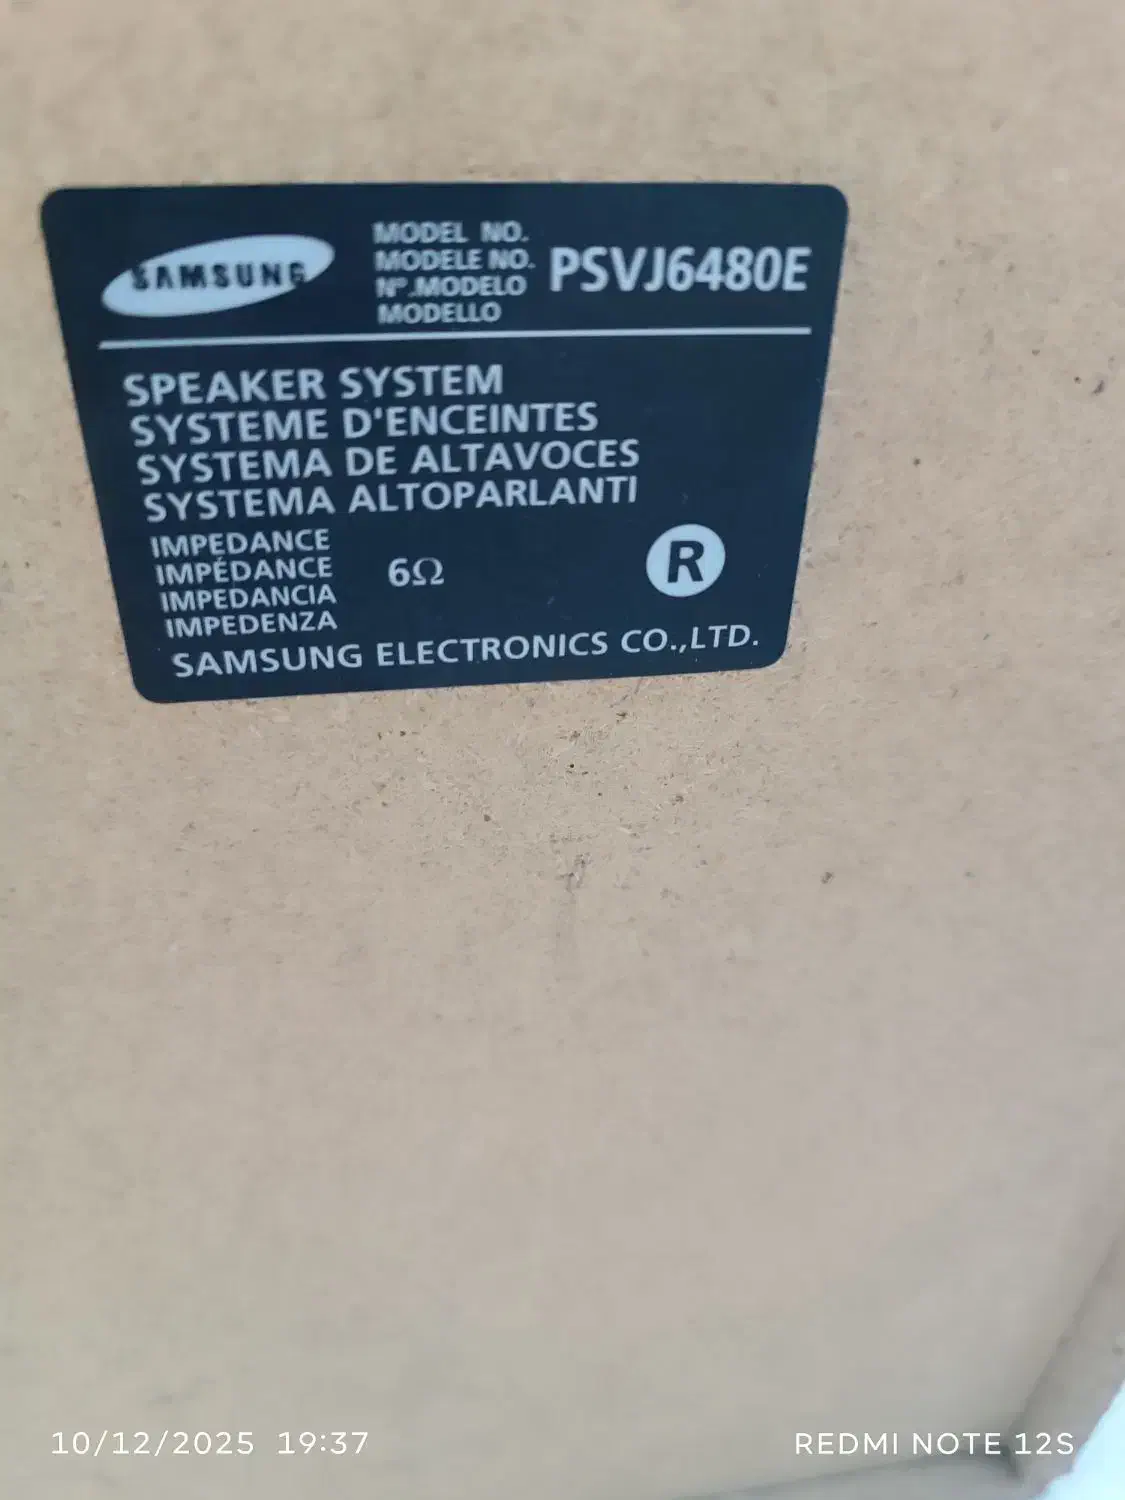 SAMSUNG
MODEL NO.
MODELE NO.
Nº.MODELO
MODELLO
PSVJ6480E
SPEAKER SYSTEM
SYSTEME D'ENCEINTES
SYSTEMA DE ALTAVOCES
SYSTEMA ALTOPARLANTI
IMPEDANCE
IMPÉDANCE
IMPEDANCIA
IMPEDENZA
6Ω
R
SAMSUNG ELECTRONICS CO.,LTD.
10/12/2025 19:37
REDMI NOTE 12S